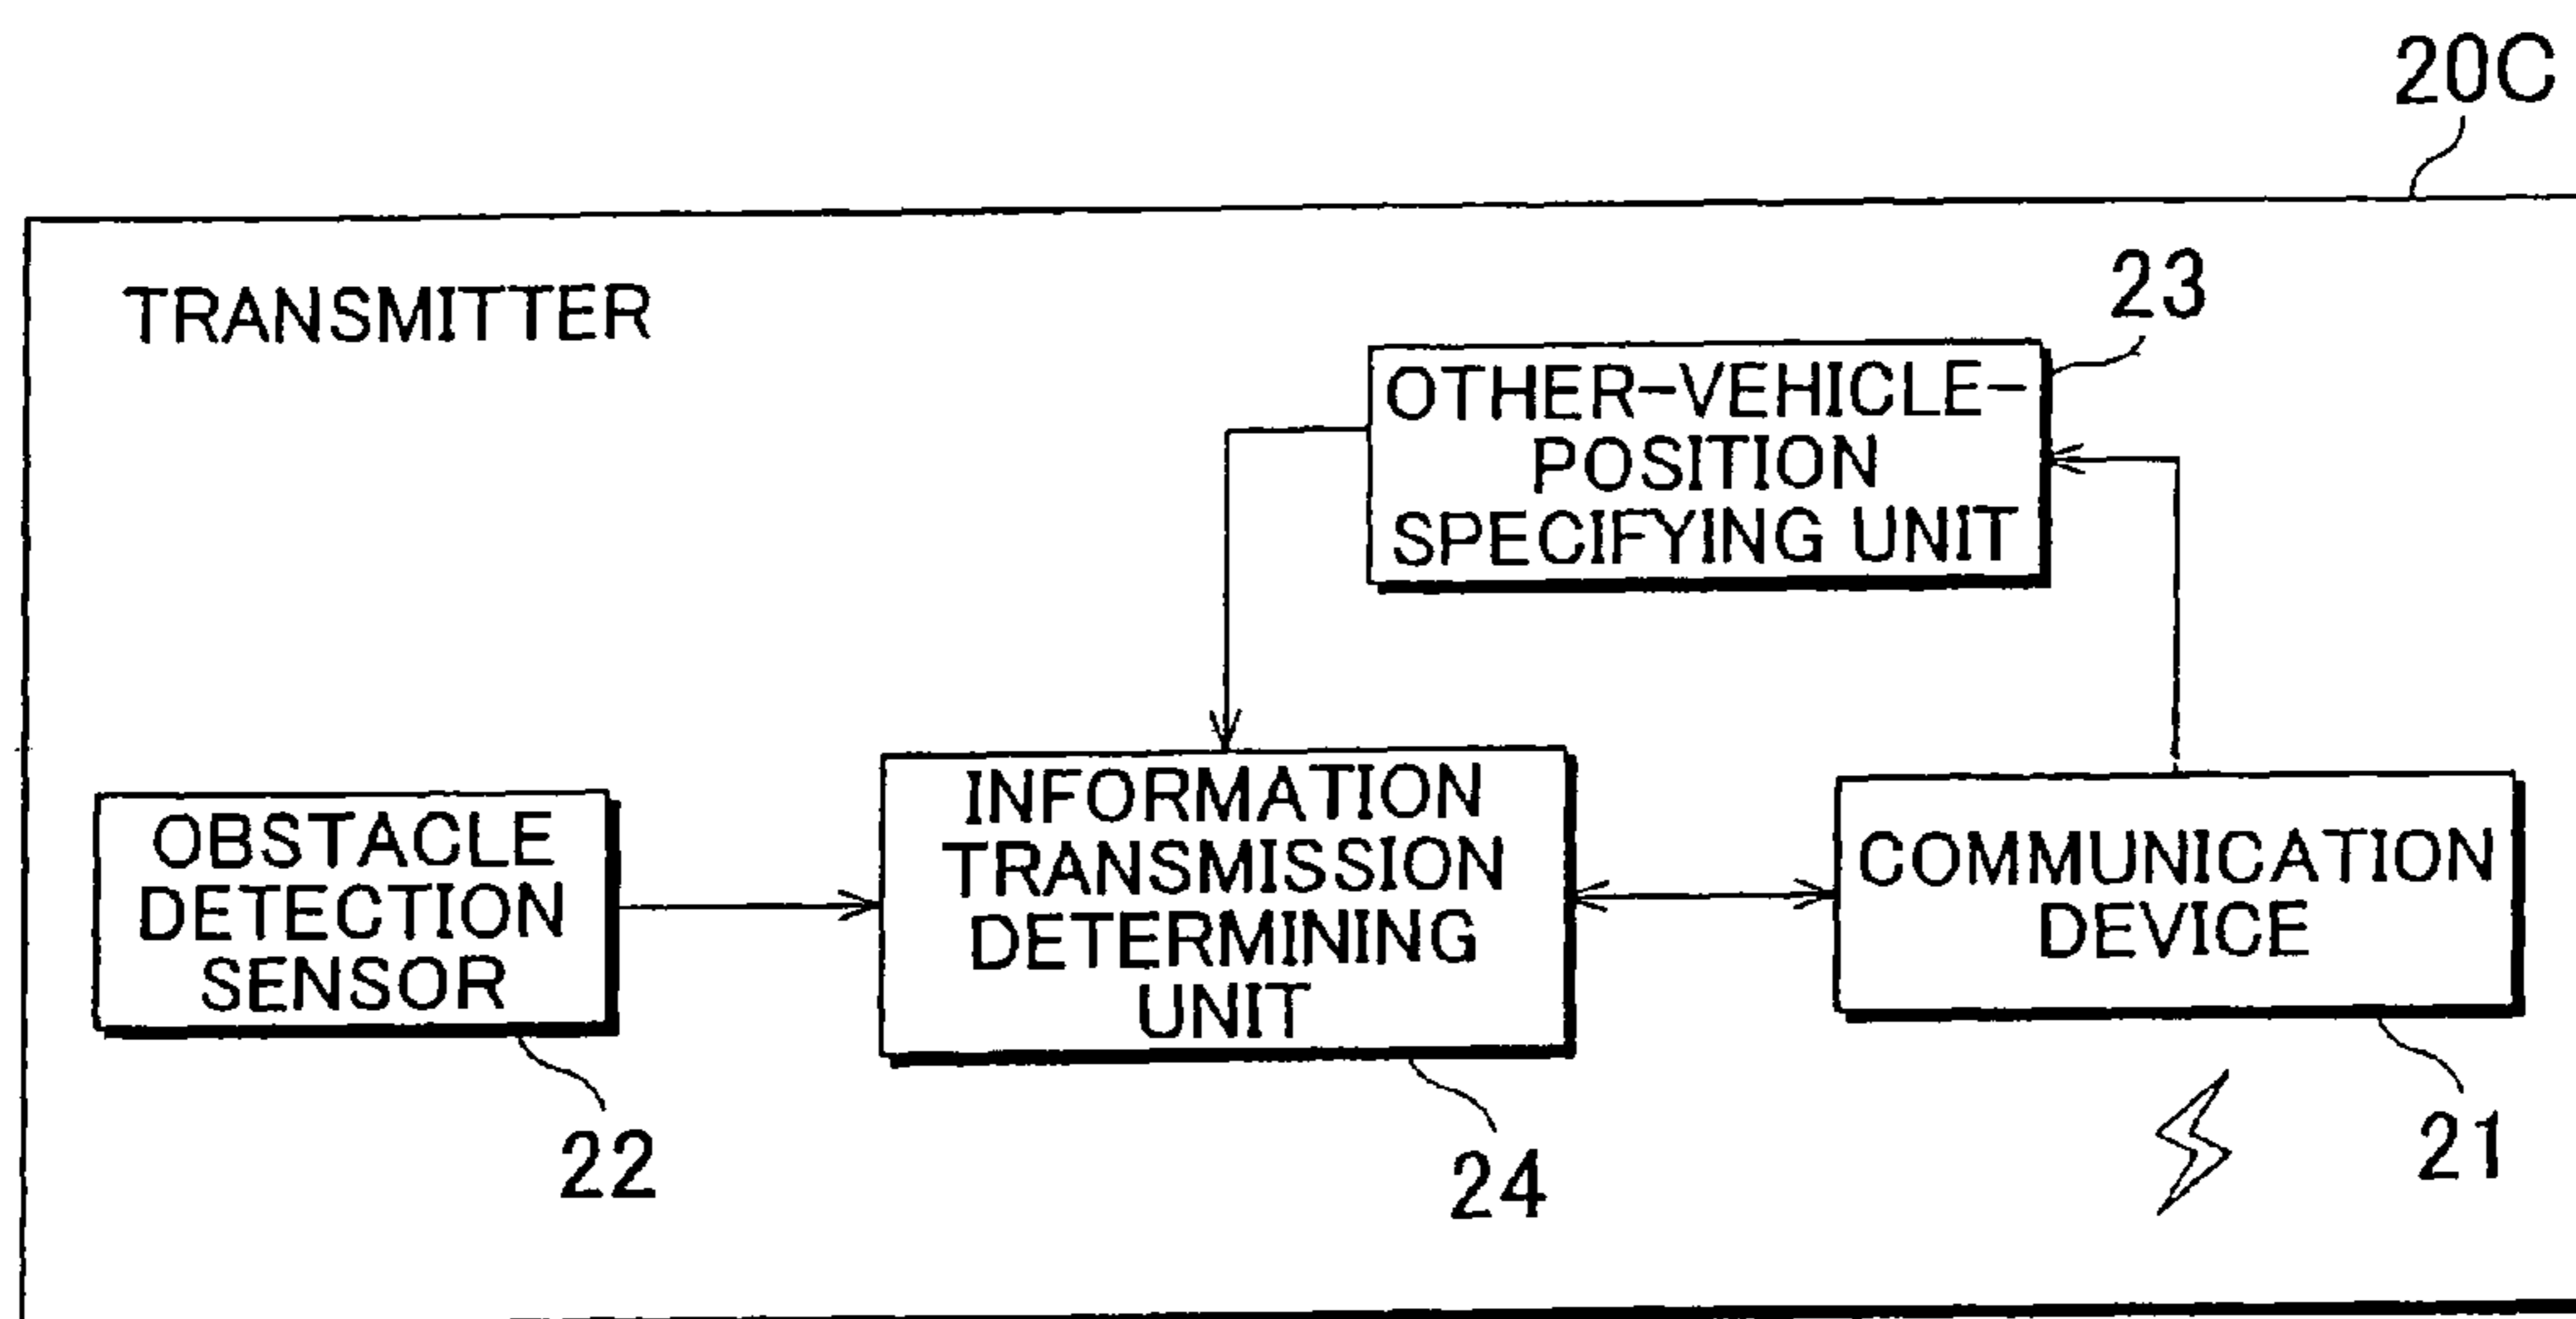 20C
TRANSMITTER
23
OTHER-VEHICLE-
POSITION
SPECIFYING UNIT
OBSTACLE
DETECTION
SENSOR
INFORMATION
TRANSMISSION
DETERMINING
UNIT
COMMUNICATION
DEVICE
22
24
21